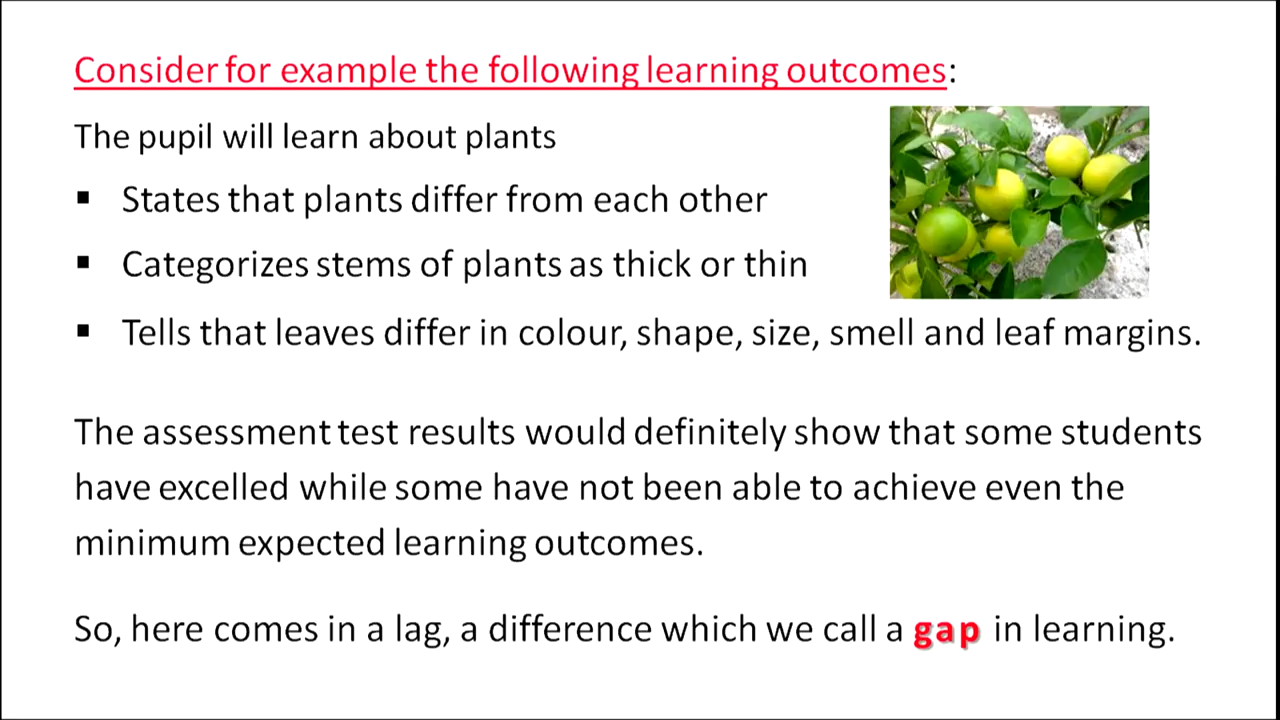 Consider for example the following learning outcomes:
The pupil will learn about plants
▪ States that plants differ from each other
▪ Categorizes stems of plants as thick or thin
▪ Tells that leaves differ in colour, shape, size, smell and leaf margins.
The assessment test results would definitely show that some students
have excelled while some have not been able to achieve even the
minimum expected learning outcomes.
So, here comes in a lag, a difference which we call a gap in learning.